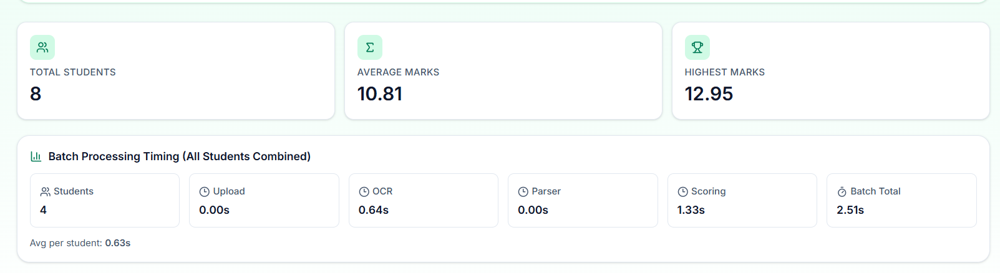 TOTAL STUDENTS
8
AVERAGE MARKS
10.81
HIGHEST MARKS
12.95
Batch Processing Timing (All Students Combined)
Students
4
Upload
0.00s
OCR
0.64s
Parser
0.00s
Scoring
1.33s
Batch Total
2.51s
Avg per student: 0.63s